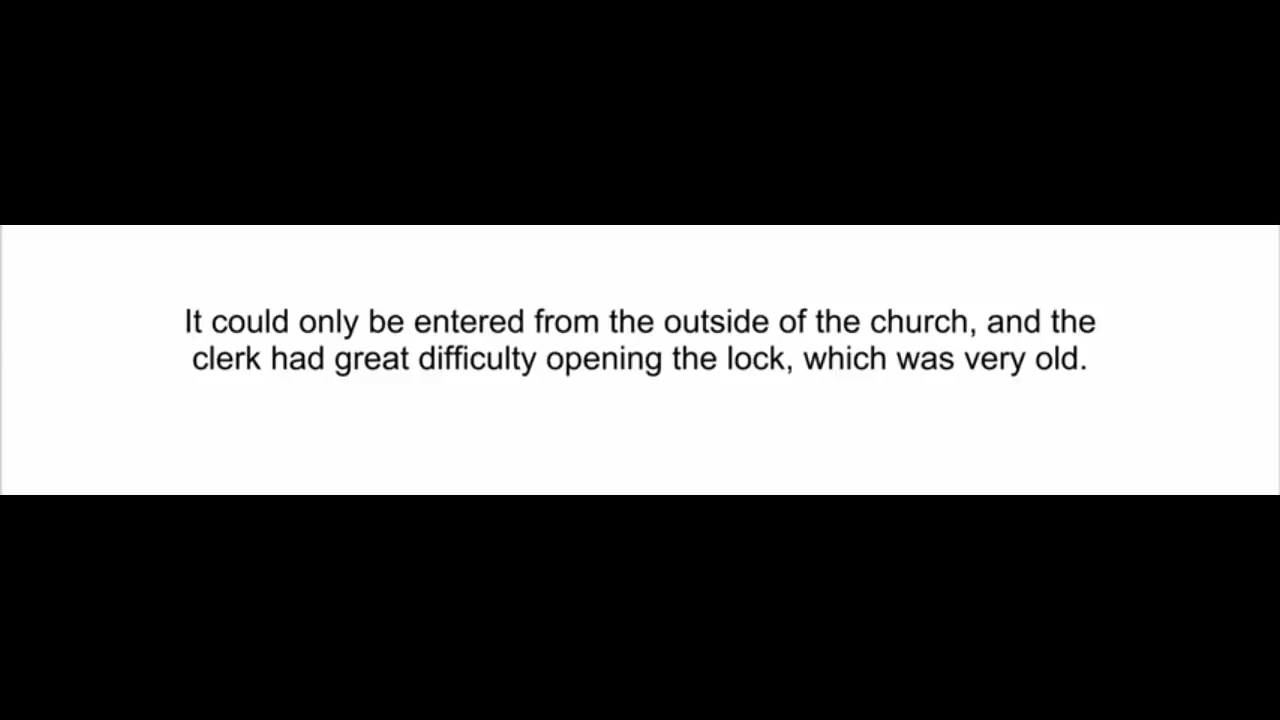 It could only be entered from the outside of the church, and the
clerk had great difficulty opening the lock, which was very old.